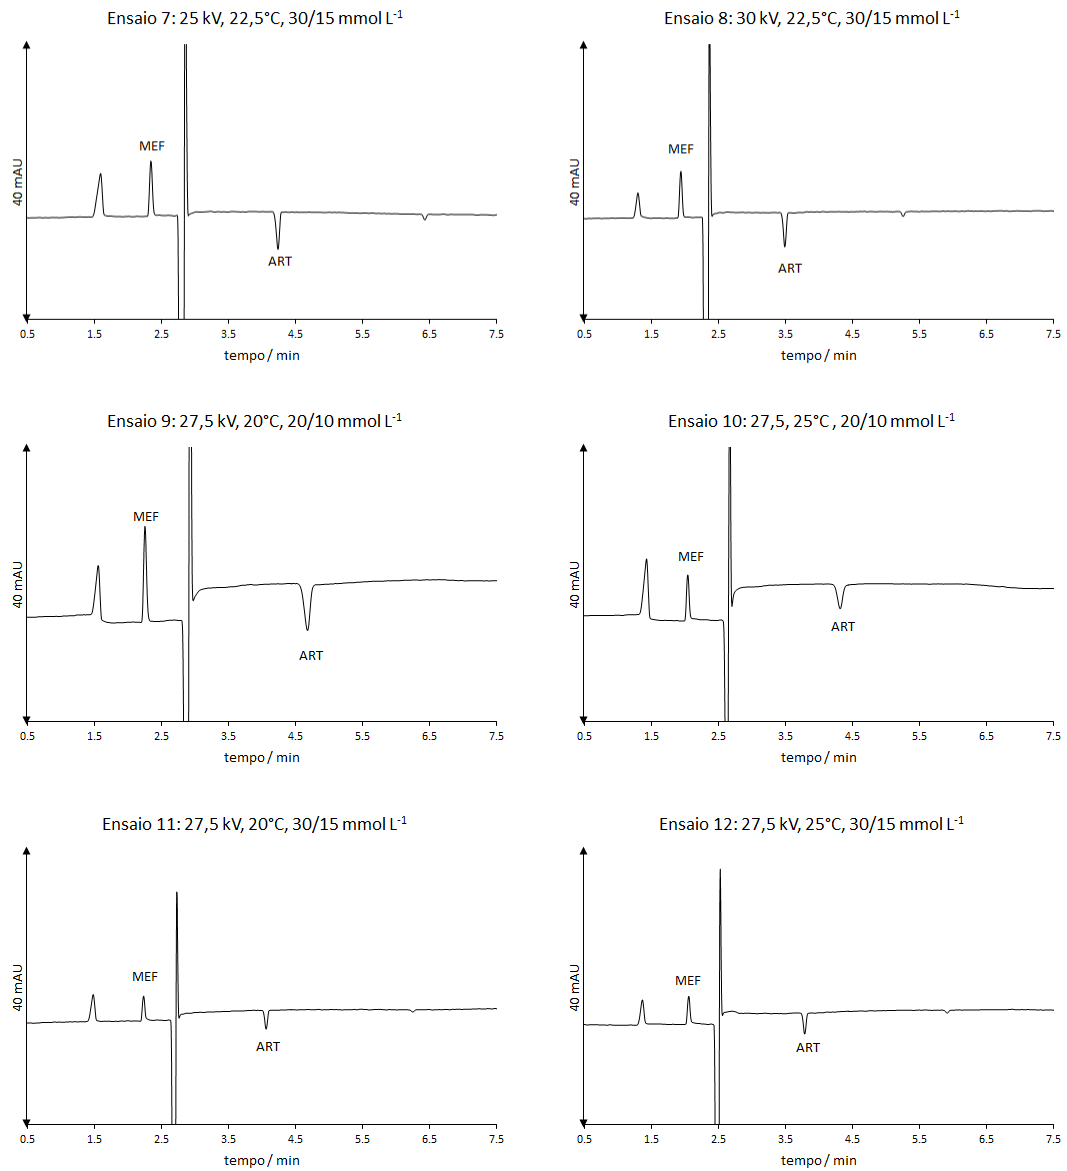 Ensaio 7: 25 kV, 22,5°C, 30/15 mmol L-1
40 mAU
MEF
ART
0.5 1.5 2.5 3.5 4.5 5.5 6.5 7.5
tempo / min
Ensaio 8: 30 kV, 22,5°C, 30/15 mmol L-1
40 mAU
MEF
ART
0.5 1.5 2.5 3.5 4.5 5.5 6.5 7.5
tempo / min
Ensaio 9: 27,5 kV, 20°C, 20/10 mmol L-1
40 mAU
MEF
ART
0.5 1.5 2.5 3.5 4.5 5.5 6.5 7.5
tempo / min
Ensaio 10: 27,5, 25°C , 20/10 mmol L-1
40 mAU
MEF
ART
0.5 1.5 2.5 3.5 4.5 5.5 6.5 7.5
tempo / min
Ensaio 11: 27,5 kV, 20°C, 30/15 mmol L-1
40 mAU
MEF
ART
0.5 1.5 2.5 3.5 4.5 5.5 6.5 7.5
tempo / min
Ensaio 12: 27,5 kV, 25°C, 30/15 mmol L-1
40 mAU
MEF
ART
0.5 1.5 2.5 3.5 4.5 5.5 6.5 7.5
tempo / min